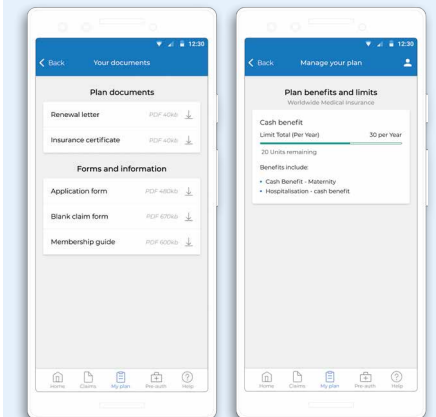 12:30
Back Your documents
Plan documents
Renewal letter PDF 40kb
Insurance certificate PDF 40kb
Forms and information
Application form PDF 480kb
Blank claim form PDF 670kb
Membership guide PDF 600kb
Home Claims My plan Pre-auth Help
12:30
Back Manage your plan
Plan benefits and limits
Worldwide Medical Insurance
Cash benefit
Limit Total (Per Year) 30 per Year
20 Units remaining
Benefits include:
• Cash Benefit - Maternity
• Hospitalisation - cash benefit
Home Claims My plan Pre-auth Help